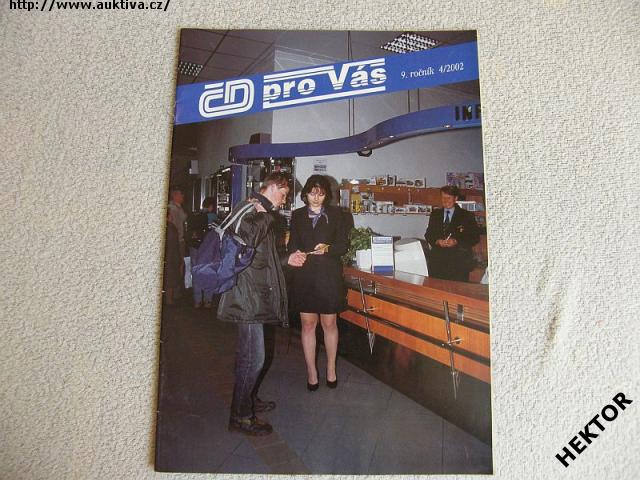 http://www.auktiva.cz/
ČD pro Vás
9. ročník 4/2002
INF
HEKTOR